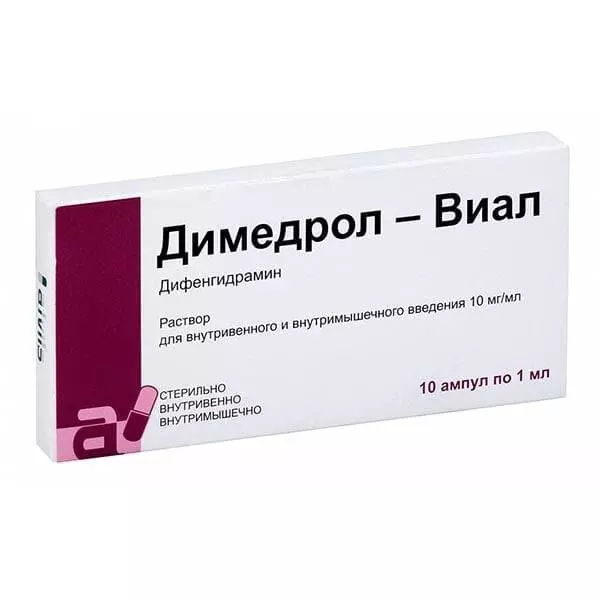 Димедрол – Виал
Дифенгидрамин
Раствор
для внутривенного и внутримышечного введения 10 мг/мл
10 ампул по 1 мл
СТЕРИЛЬНО
ВНУТРИВЕННО
ВНУТРИМЫШЕЧНО